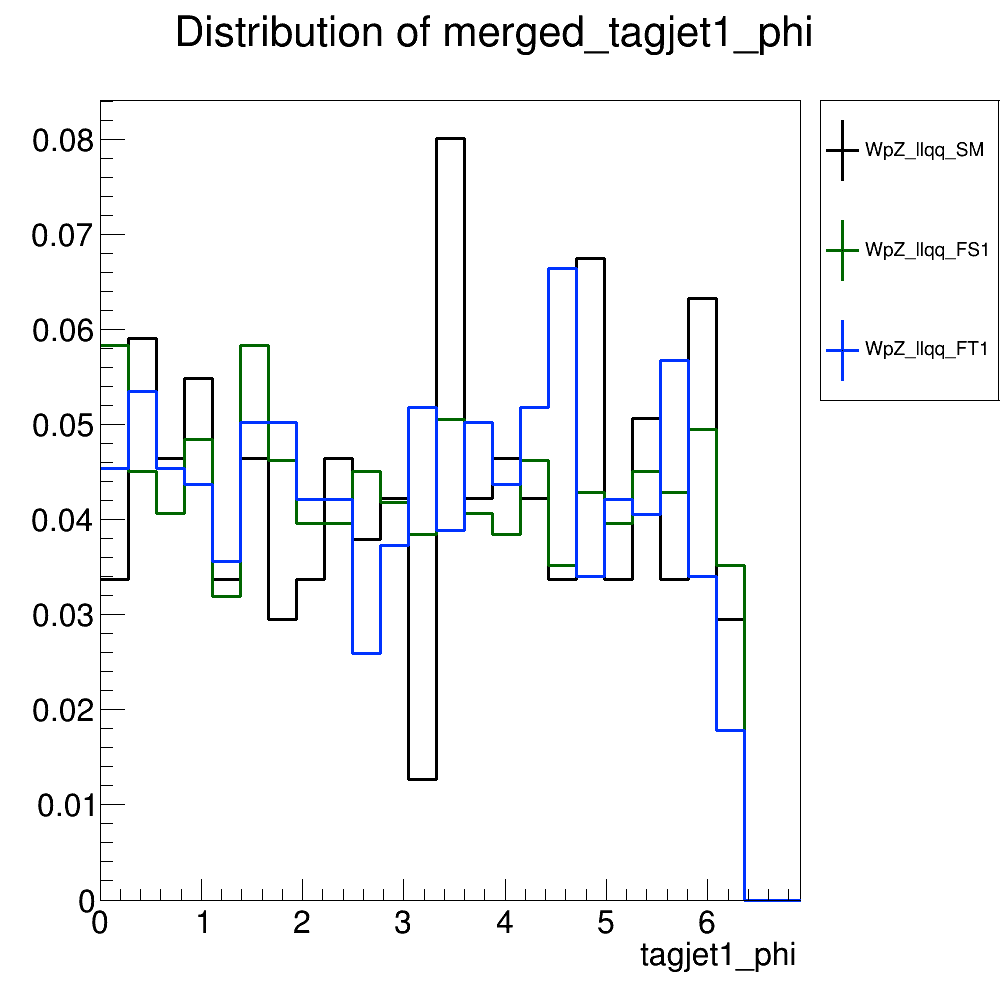 Distribution of merged_tagjet1_phi
0.08
0.07
0.06
0.05
0.04
0.03
0.02
0.01
0
0 1 2 3 4 5 6
tagjet1_phi
WpZ_llqq_SM
WpZ_llqq_FS1
WpZ_llqq_FT1